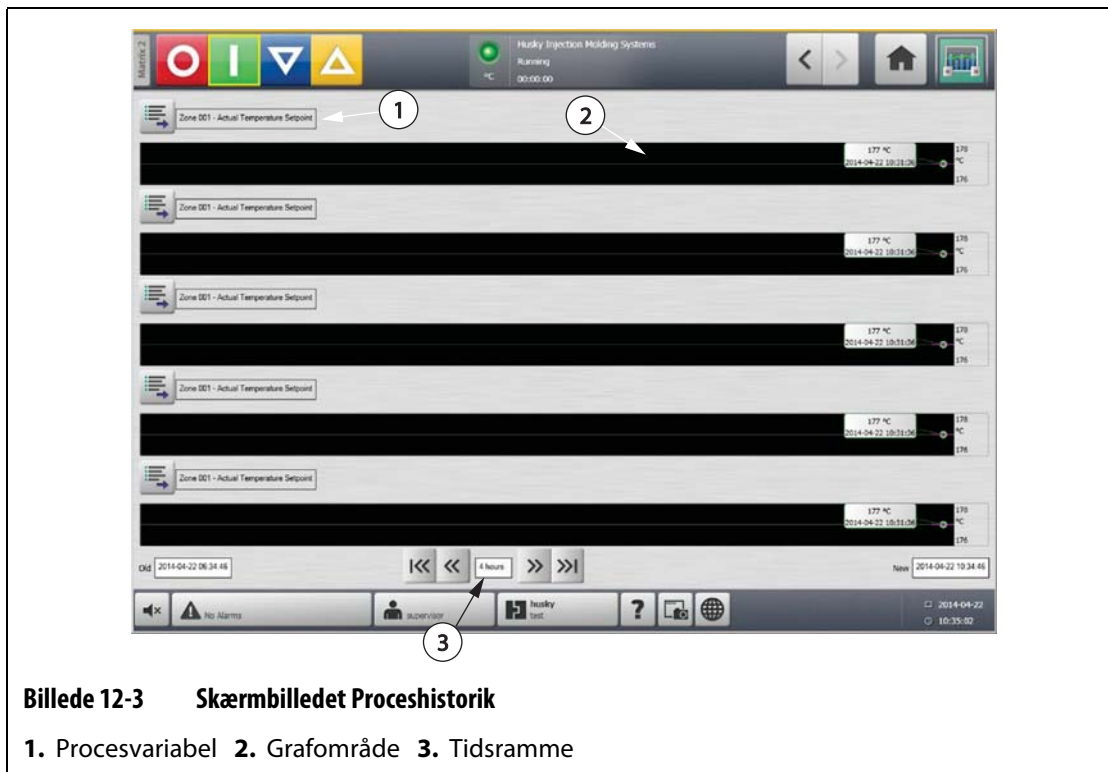 Matrix 2
Husky Injection Molding Systems
Running
°C 00:00:00
Zone 001 - Actual Temperature Setpoint
1
2
177 °C
2014-04-22 10:31:36
178
°C
176
Zone 001 - Actual Temperature Setpoint
177 °C
2014-04-22 10:31:36
178
°C
176
Zone 001 - Actual Temperature Setpoint
177 °C
2014-04-22 10:31:36
178
°C
176
Zone 001 - Actual Temperature Setpoint
177 °C
2014-04-22 10:31:36
178
°C
176
Zone 001 - Actual Temperature Setpoint
177 °C
2014-04-22 10:31:36
178
°C
176
Old 2014-04-22 06:34:46 4 hours New 2014-04-22 10:34:46
No Alarms supervisor husky test ? 2014-04-22
10:35:02
3
Billede 12-3 Skærmbilledet Proceshistorik
1. Procesvariabel 2. Grafområde 3. Tidsramme